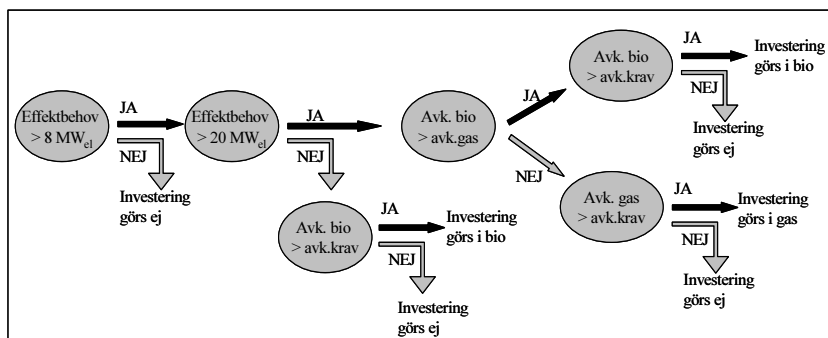 Effektbehov
> 8 MWel
JA
NEJ
Investering
görs ej
Effektbehov
> 20 MWel
JA
NEJ
Avk. bio
> avk.krav
JA
Investering
görs i bio
NEJ
Investering
görs ej
Avk. bio
> avk.gas
JA
NEJ
Avk. bio
> avk.krav
JA
Investering
görs i bio
NEJ
Investering
görs ej
Avk. gas
> avk.krav
JA
Investering
görs i gas
NEJ
Investering
görs ej